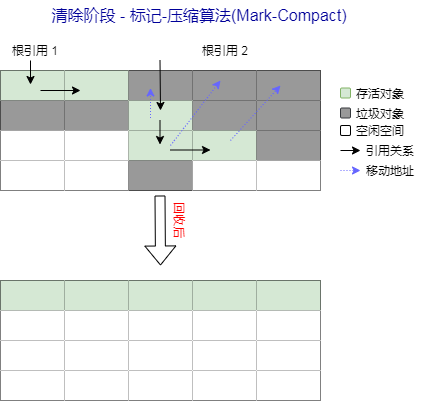 清除阶段 - 标记-压缩算法(Mark-Compact)
根引用 1
根引用 2
存活对象
垃圾对象
空闲空间
引用关系
移动地址
回收后